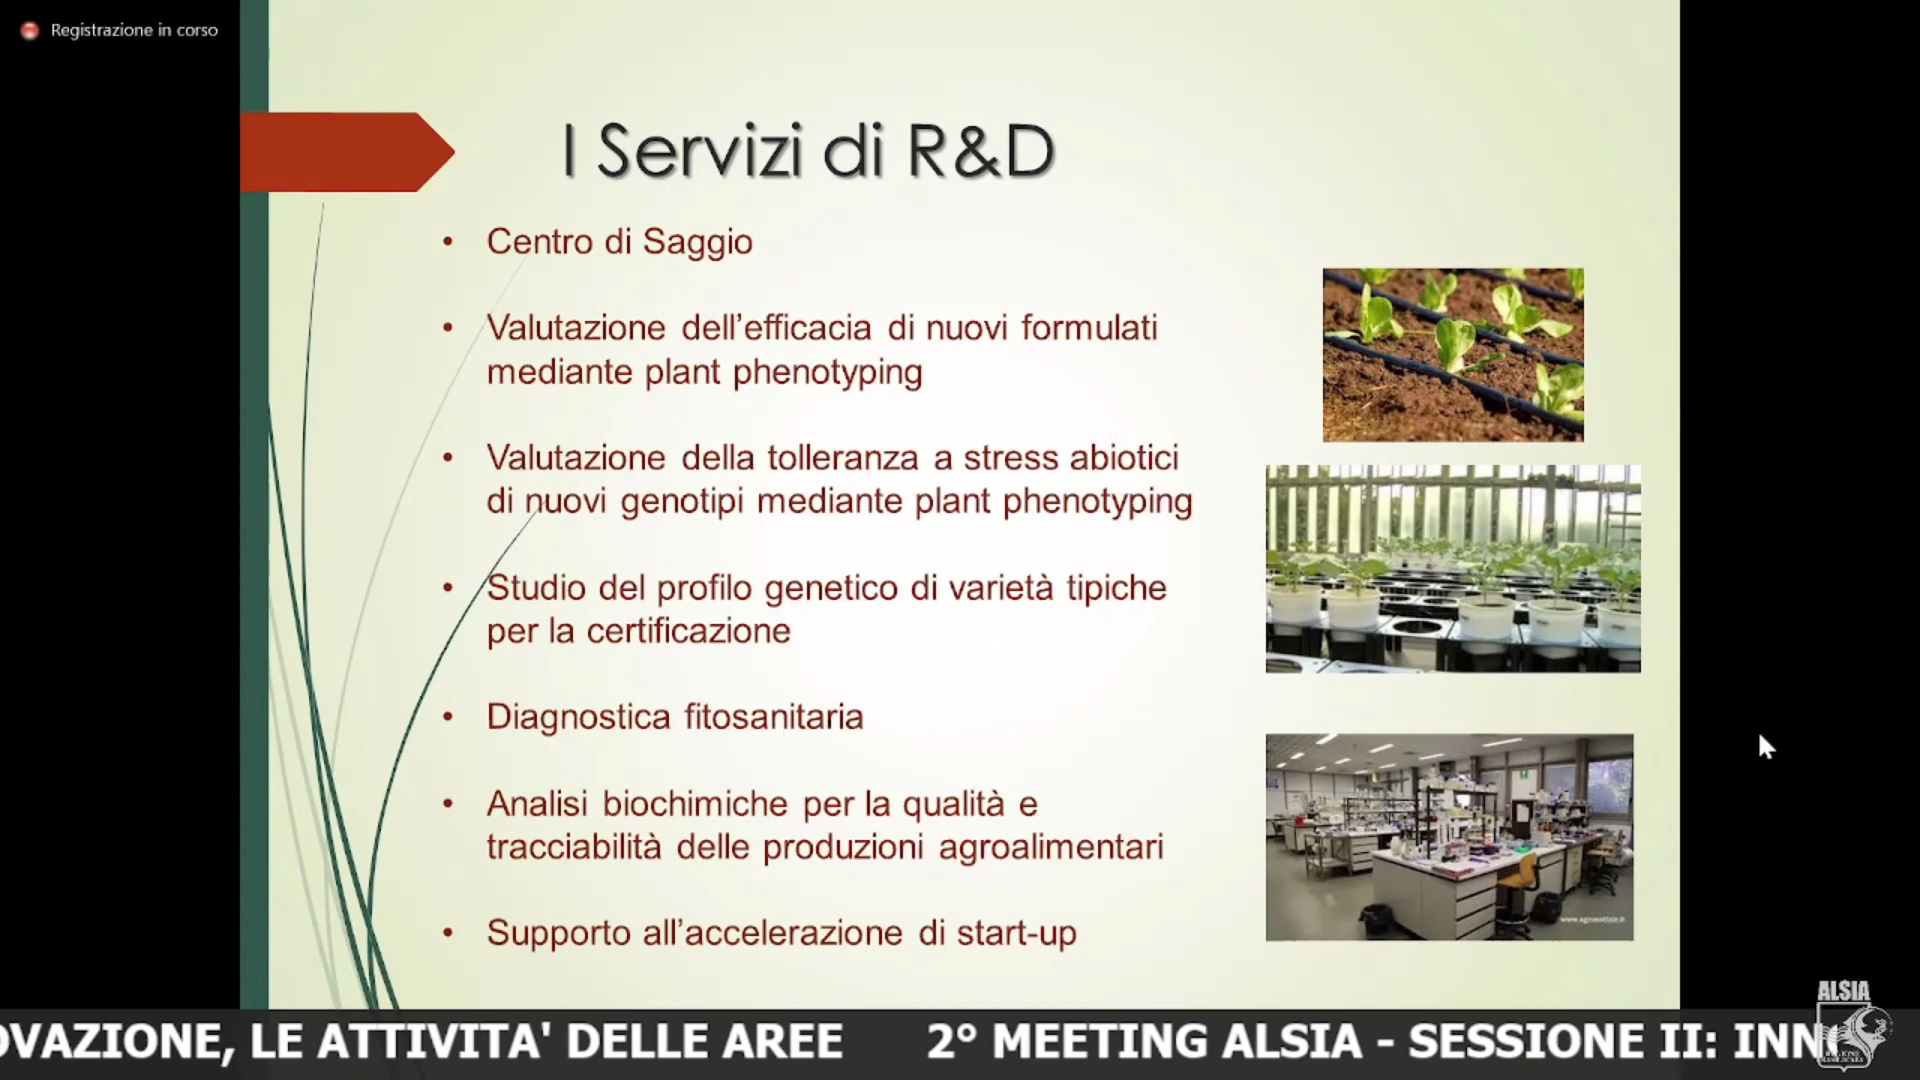 Registrazione in corso
I Servizi di R&D
• Centro di Saggio
• Valutazione dell’efficacia di nuovi formulati
mediante plant phenotyping
• Valutazione della tolleranza a stress abiotici
di nuovi genotipi mediante plant phenotyping
• Studio del profilo genetico di varietà tipiche
per la certificazione
• Diagnostica fitosanitaria
• Analisi biochimiche per la qualità e
tracciabilità delle produzioni agroalimentari
• Supporto all’accelerazione di start-up
ALSIA
OVAZIONE, LE ATTIVITA' DELLE AREE 2° MEETING ALSIA - SESSIONE II: INN